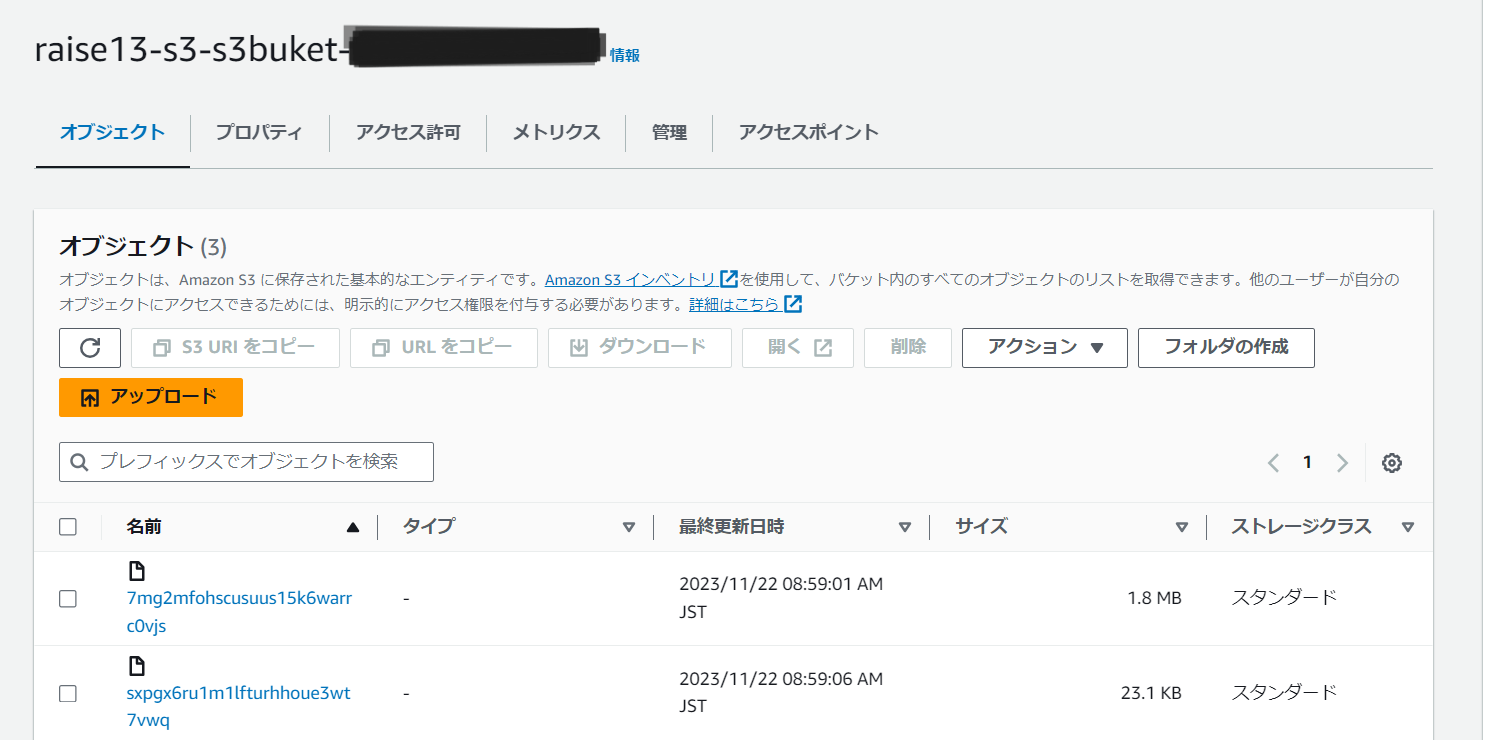 raise13-s3-s3buket-
情報
オブジェクト プロパティ アクセス許可 メトリクス 管理 アクセスポイント
オブジェクト (3)
オブジェクトは、Amazon S3 に保存された基本的なエンティティです。Amazon S3 インベントリ を使用して、バケット内のすべてのオブジェクトのリストを取得できます。他のユーザーが自分の
オブジェクトにアクセスできるためには、明示的にアクセス権限を付与する必要があります。詳細はこちら
S3 URI をコピー URL をコピー ダウンロード 開く 削除 アクション フォルダの作成
アップロード
プレフィックスでオブジェクトを検索 1
名前 タイプ 最終更新日時 サイズ ストレージクラス
7mg2mfohscusuus15k6warr
c0vjs
-
2023/11/22 08:59:01 AM
JST
1.8 MB
スタンダード
sxpgx6ru1m1lfturhhoue3wt
7vwq
-
2023/11/22 08:59:06 AM
JST
23.1 KB
スタンダード